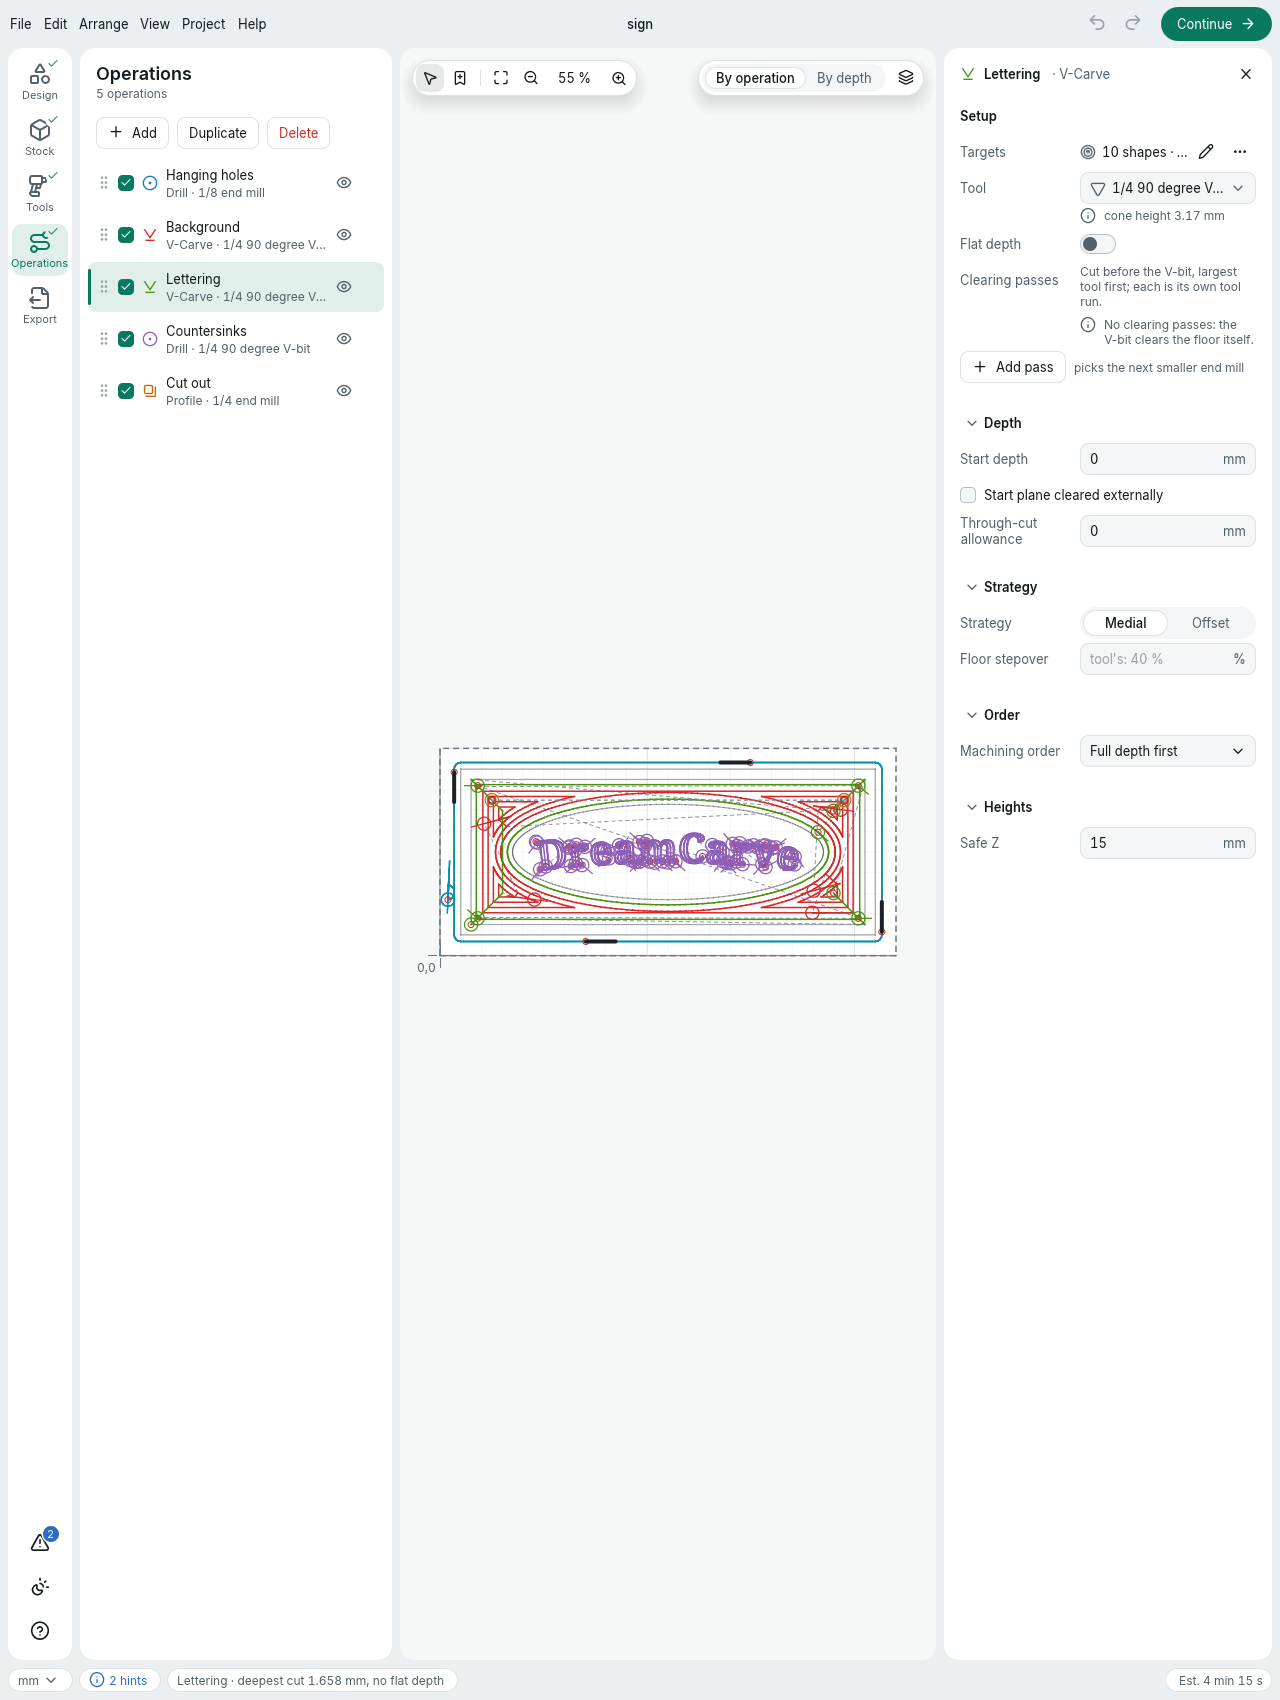 File Edit Arrange View Project Help
sign
Continue
Design
Stock
Tools
Operations
Export
2
Operations
5 operations
Add
Duplicate
Delete
Hanging holes
Drill · 1/8 end mill
Background
V-Carve · 1/4 90 degree V...
Lettering
V-Carve · 1/4 90 degree V...
Countersinks
Drill · 1/4 90 degree V-bit
Cut out
Profile · 1/4 end mill
55 %
By operation
By depth
DreamCarve
0,0
Lettering · V-Carve
Setup
Targets
10 shapes · ...
Tool
1/4 90 degree V...
cone height 3.17 mm
Flat depth
Clearing passes
Cut before the V-bit, largest
tool first; each is its own tool
run.
No clearing passes: the
V-bit clears the floor itself.
Add pass
picks the next smaller end mill
Depth
Start depth
0 mm
Start plane cleared externally
Through-cut
allowance
0 mm
Strategy
Strategy
Medial
Offset
Floor stepover
tool's: 40 % %
Order
Machining order
Full depth first
Heights
Safe Z
15 mm
mm
2 hints
Lettering · deepest cut 1.658 mm, no flat depth
Est. 4 min 15 s